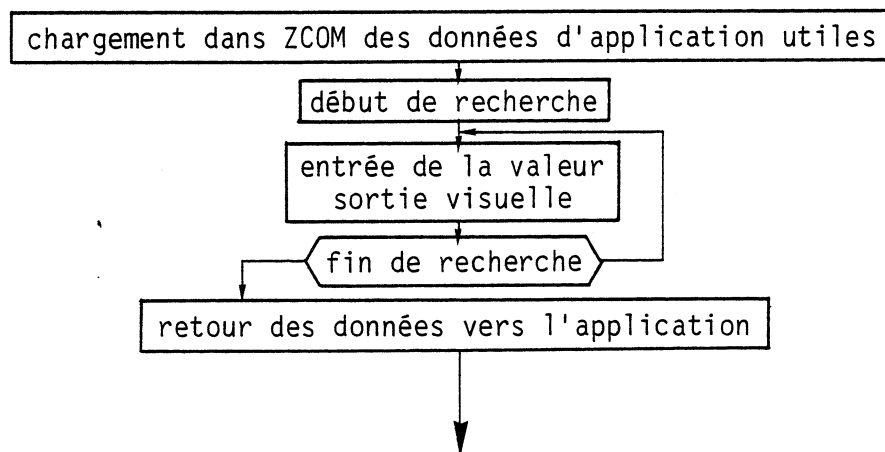 chargement dans ZCOM des données d'application utiles
début de recherche
entrée de la valeur
sortie visuelle
fin de recherche
retour des données vers l'application